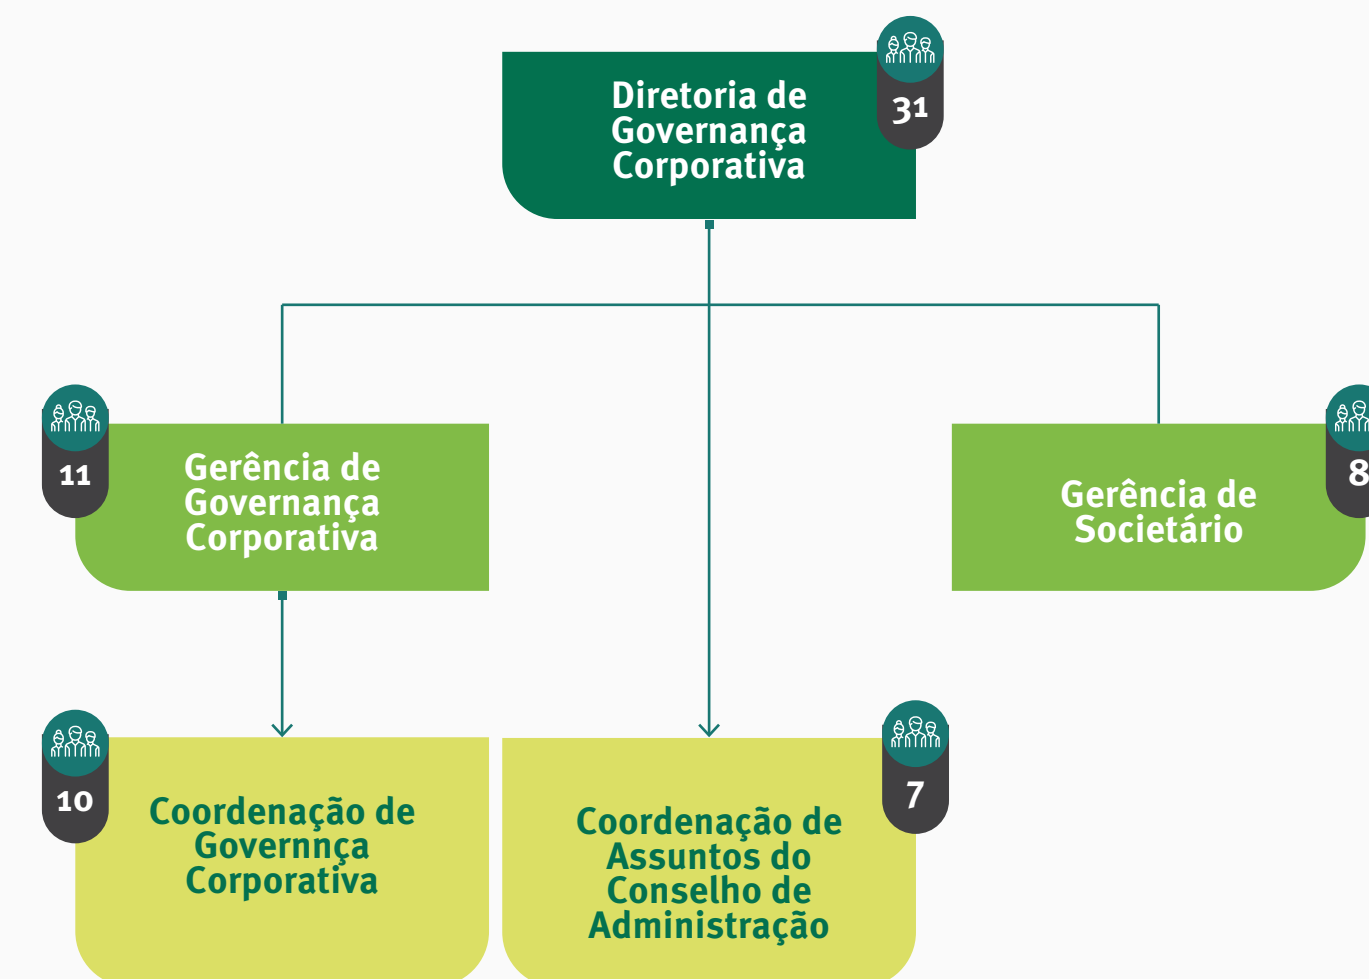 Diretoria de
Governança
Corporativa
31
11
Gerência de
Governança
Corporativa
Gerência de
Societário
8
10
Coordenação de
Governnça
Corporativa
Coordenação de
Assuntos do
Conselho de
Administração
7